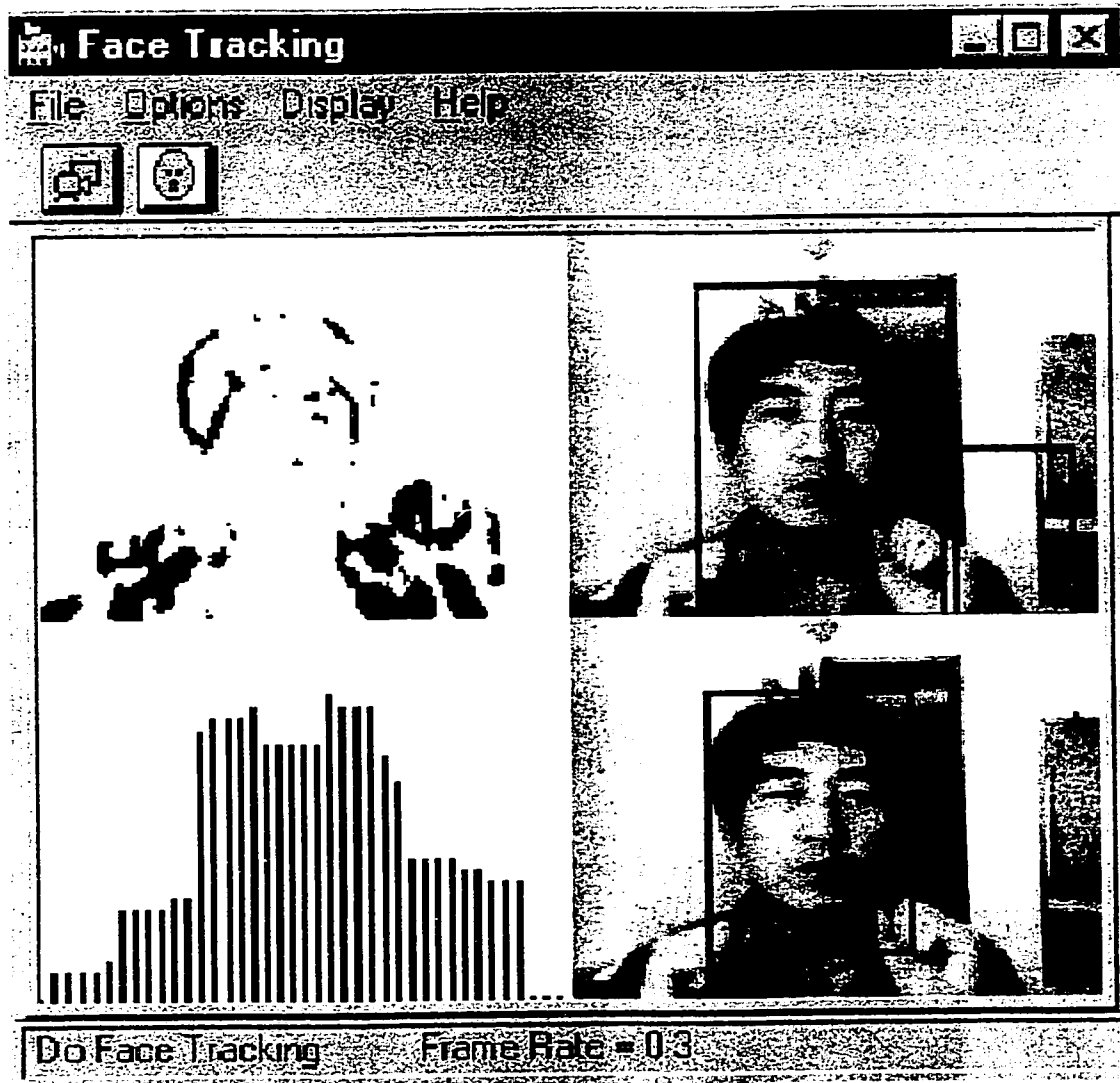 Face Tracking
File Options Display Help
Do Face Tracking Frame Rate = 0.3